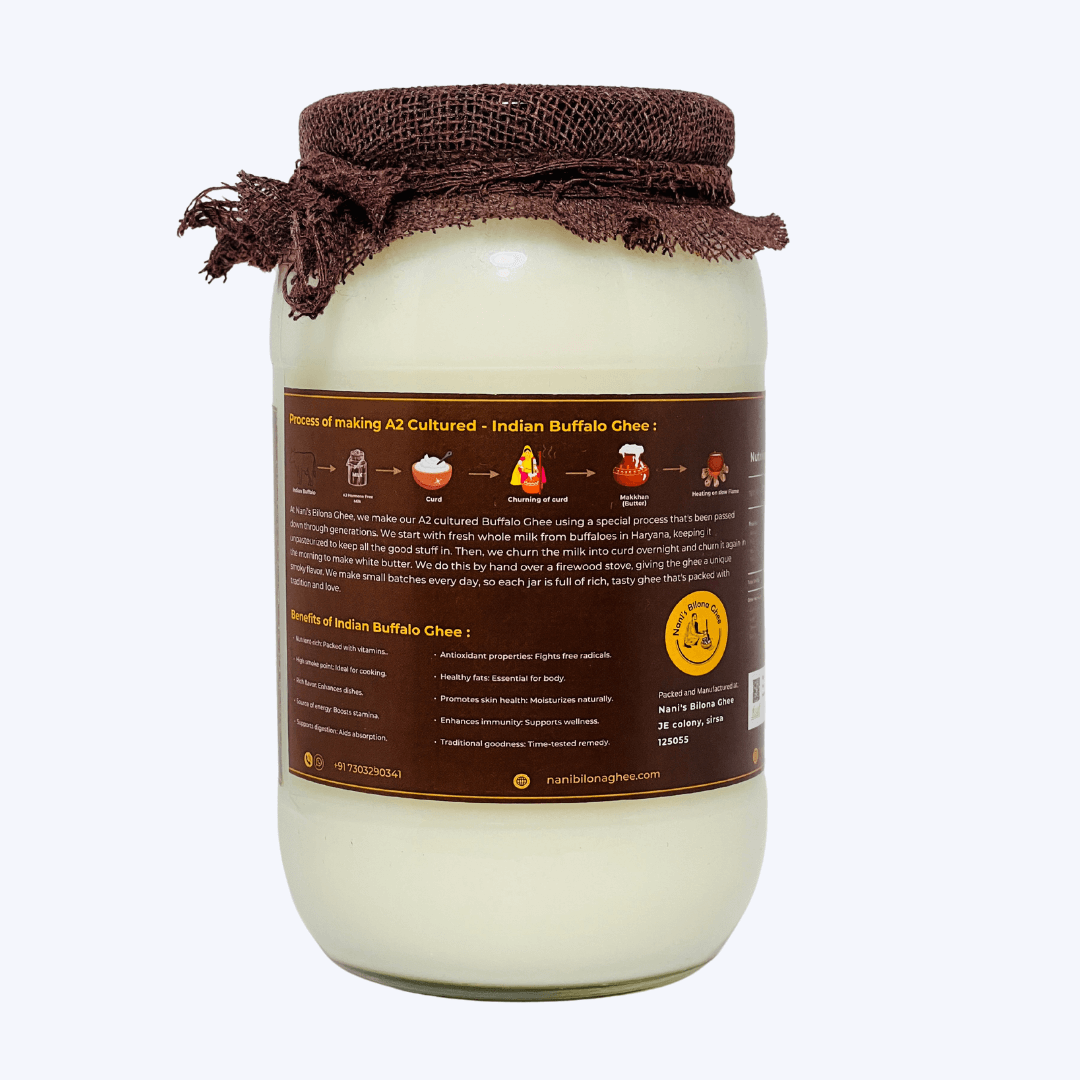 Process of making A2 Cultured - Indian Buffalo Ghee :
Indian Buffalo
MILK
A2 Hormone Free
Milk
Curd
Churning of curd
Makkhan
(Butter)
Heating on slow Flame
At Nani's Bilona Ghee, we make our A2 cultured Buffalo Ghee using a special process that's been passed
down through generations. We start with fresh whole milk from buffaloes in Haryana, keeping it
unpasteurized to keep all the good stuff in. Then, we churn the milk into curd overnight and churn it again in
the morning to make white butter. We do this by hand over a firewood stove, giving the ghee a unique
smoky flavor. We make small batches every day, so each jar is full of rich, tasty ghee that's packed with
tradition and love.
Benefits of Indian Buffalo Ghee :
· Nutrient-rich: Packed with vitamins..
· High smoke point: Ideal for cooking.
· Rich flavor: Enhances dishes.
· Source of energy: Boosts stamina.
· Supports digestion: Aids absorption.
· Antioxidant properties: Fights free radicals.
· Healthy fats: Essential for body.
· Promotes skin health: Moisturizes naturally.
· Enhances immunity: Supports wellness.
· Traditional goodness: Time-tested remedy.
Nani's Bilona Ghee
Packed and Manufactured at:
Nani's Bilona Ghee
JE colony, sirsa
125055
+91 7303290341
nanibilonaghee.com